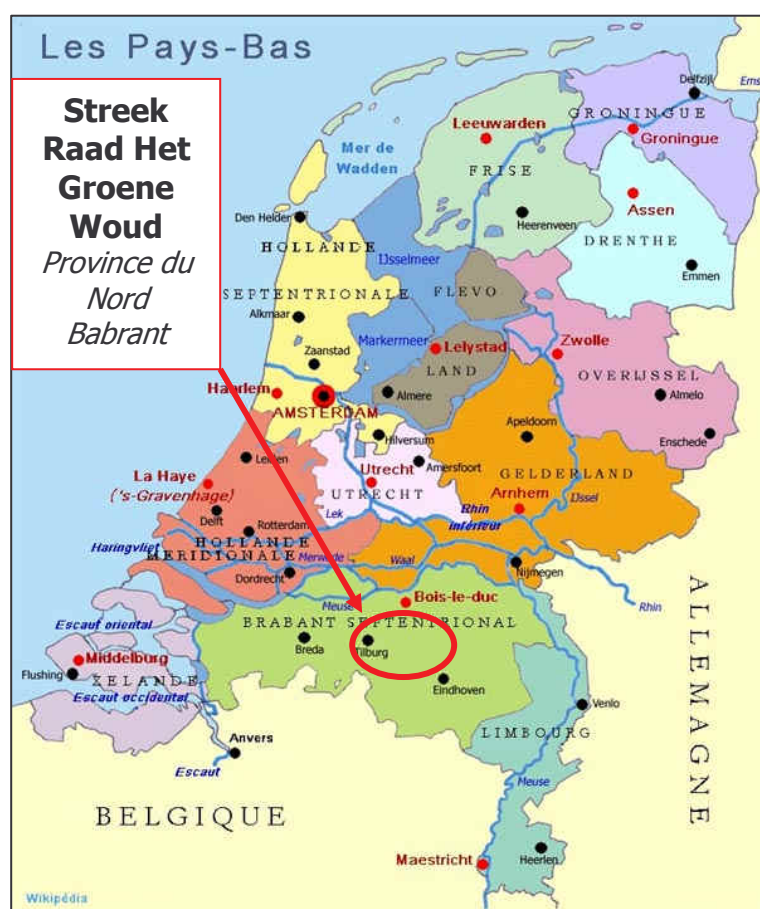 Les Pays-Bas
Streek
Raad Het
Groene
Woud
Province du
Nord
Babrant
Mer de
Wadden
Delfzijl
Ems
GRONINGUE
Leeuwarden
Groningue
FRISE
Assen
Den Helder
Heerenveen
DRENTHE
HOLLANDE
IJsselmeer
Emmen
SEPTENTRIONALE
FLEVO
Alkmaar
Markermeer
Lelystad
Zwolle
Zaanstad
LAND
OVERIJSSEL
Haarlem
Almere
Almelo
AMSTERDAM
Apeldoorn
Hilversum
Enschede
Leiden
Amersfoort
La Haye
Utrecht
GELDERLAND
('s-Gravenhage)
UTRECHT
Arnhem
IJssel
Delft
Lek
Rhin
inférieur
Rotterdam
Haringvliet
HOLLANDE
MERIDIONALE
Merwede
Waal
Dordrecht
Nijmegen
Meuse
Bois-le-duc
Rhin
Escaut oriental
BRABANT SEPTENTRIONAL
Breda
Tilburg
Middelburg
Flushing
ZELANDE
Eindhoven
Escaut occidental
Venlo
Anvers
LIMBOURG
Escaut
Meuse
ALLEMAGNE
BELGIQUE
Maestricht
Heerlen
Wikipédia